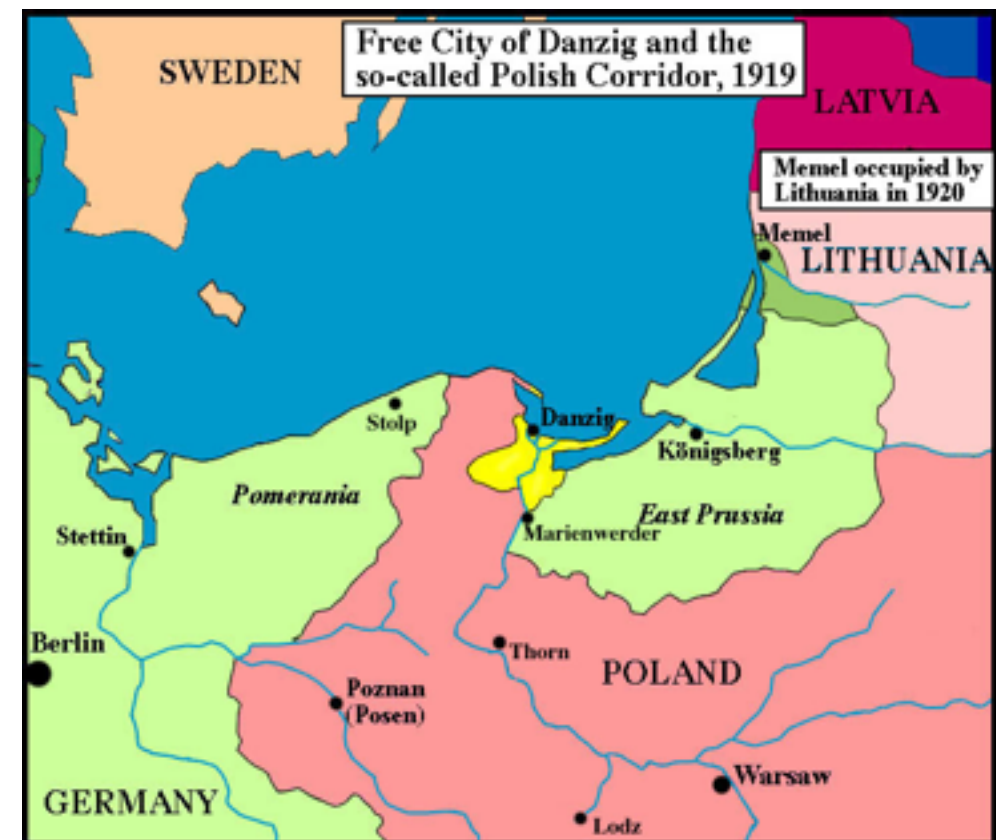 Free City of Danzig and the
so-called Polish Corridor, 1919
SWEDEN
LATVIA
Memel occupied by
Lithuania in 1920
Memel
LITHUANIA
Stolp
Danzig
Königsberg
Pomerania
East Prussia
Stettin
Marienwerder
Berlin
Thorn
POLAND
Poznan
(Posen)
Warsaw
GERMANY
Lodz